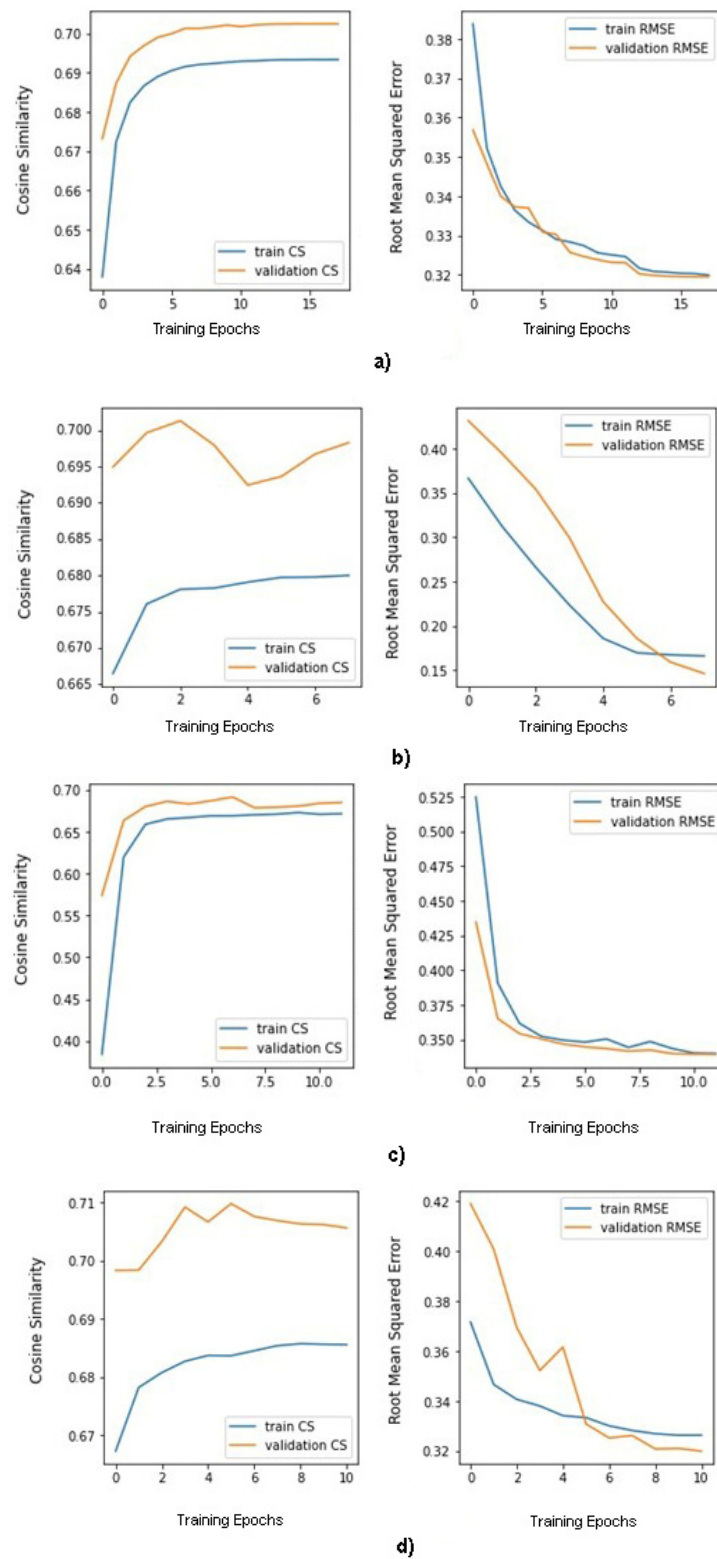 0.70
0.69
0.68
0.67
0.66
0.65
0.64
Cosine Similarity
train CS
validation CS
0 5 10 15
Training Epochs
0.38
0.37
0.36
0.35
0.34
0.33
0.32
Root Mean Squared Error
train RMSE
validation RMSE
0 5 10 15
Training Epochs
a)
0.700
0.695
0.690
0.685
0.680
0.675
0.670
0.665
Cosine Similarity
train CS
validation CS
0 2 4 6
Training Epochs
0.40
0.35
0.30
0.25
0.20
0.15
Root Mean Squared Error
train RMSE
validation RMSE
0 2 4 6
Training Epochs
b)
0.70
0.65
0.60
0.55
0.50
0.45
0.40
Cosine Similarity
train CS
validation CS
0.0 2.5 5.0 7.5 10.0
Training Epochs
0.525
0.500
0.475
0.450
0.425
0.400
0.375
0.350
Root Mean Squared Error
train RMSE
validation RMSE
0.0 2.5 5.0 7.5 10.0
Training Epochs
c)
0.71
0.70
0.69
0.68
0.67
Cosine Similarity
train CS
validation CS
0 2 4 6 8 10
Training Epochs
0.42
0.40
0.38
0.36
0.34
0.32
Root Mean Squared Error
train RMSE
validation RMSE
0 2 4 6 8 10
Training Epochs
d)